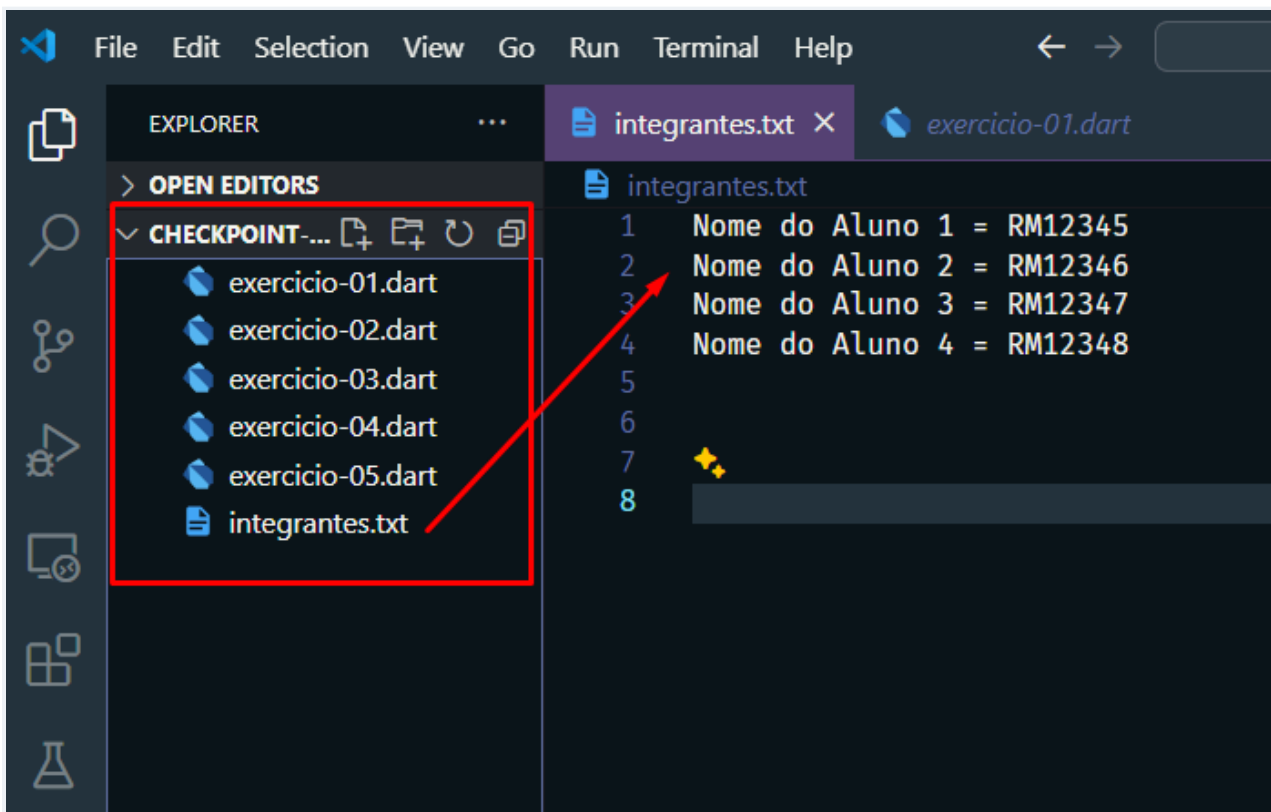 File Edit Selection View Go Run Terminal Help
EXPLORER ...
integrantes.txt
exercicio-01.dart
OPEN EDITORS
integrantes.txt
CHECKPOINT-...
exercicio-01.dart
exercicio-02.dart
exercicio-03.dart
exercicio-04.dart
exercicio-05.dart
integrantes.txt
1 Nome do Aluno 1 = RM12345
2 Nome do Aluno 2 = RM12346
3 Nome do Aluno 3 = RM12347
4 Nome do Aluno 4 = RM12348
5
6
7
8